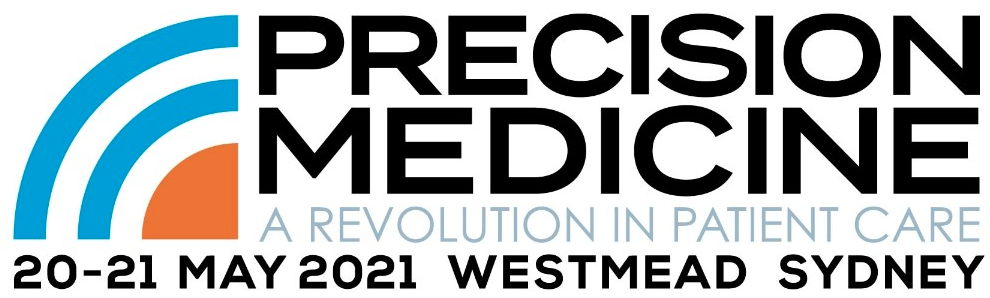 PRECISION
MEDICINE
A REVOLUTION IN PATIENT CARE
20-21 MAY 2021 WESTMEAD SYDNEY